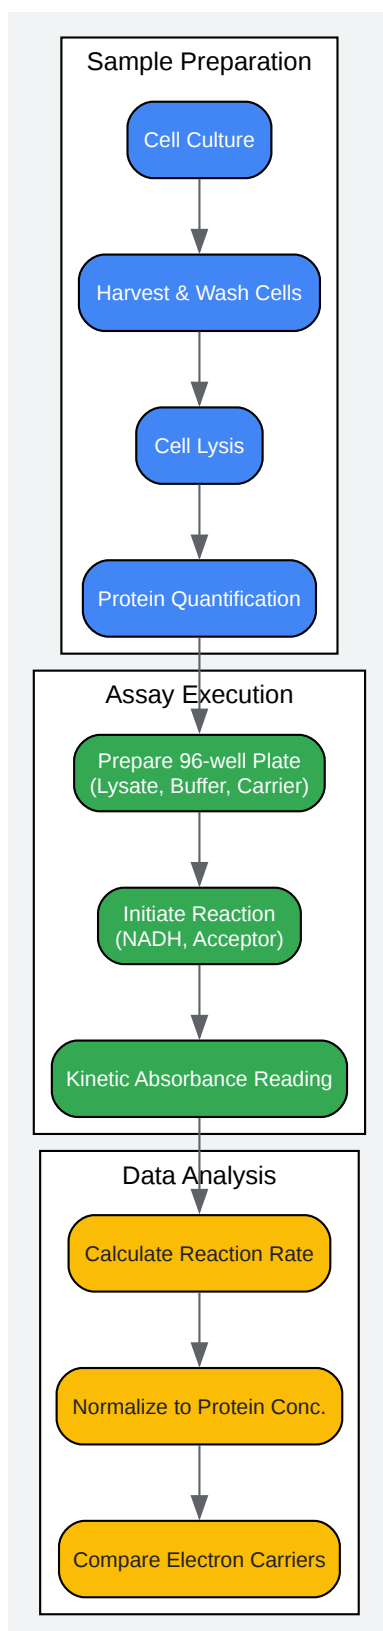 Sample Preparation
Cell Culture
Harvest & Wash Cells
Cell Lysis
Protein Quantification
Assay Execution
Prepare 96-well Plate
(Lysate, Buffer, Carrier)
Initiate Reaction
(NADH, Acceptor)
Kinetic Absorbance Reading
Data Analysis
Calculate Reaction Rate
Normalize to Protein Conc.
Compare Electron Carriers